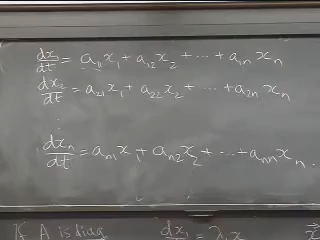 dx₁/dt = a₁₁x₁ + a₁₂x₂ + ··· + a₁ₙxₙ
dx₂/dt = a₂₁x₁ + a₂₂x₂ + ··· + a₂ₙxₙ
⋮
dxₙ/dt = aₙ₁x₁ + aₙ₂x₂ + ··· + aₙₙxₙ.
If A is diag